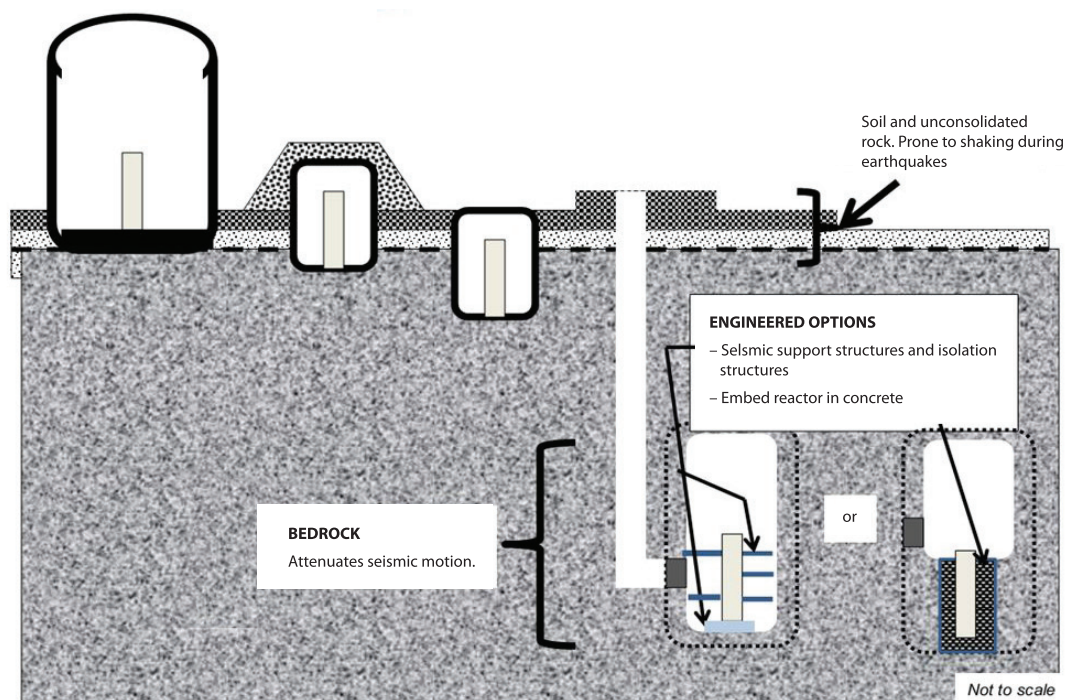 Soil and unconsolidated
rock. Prone to shaking during
earthquakes
ENGINEERED OPTIONS
– Selsmic support structures and isolation
structures
– Embed reactor in concrete
BEDROCK
Attenuates seismic motion.
or
Not to scale